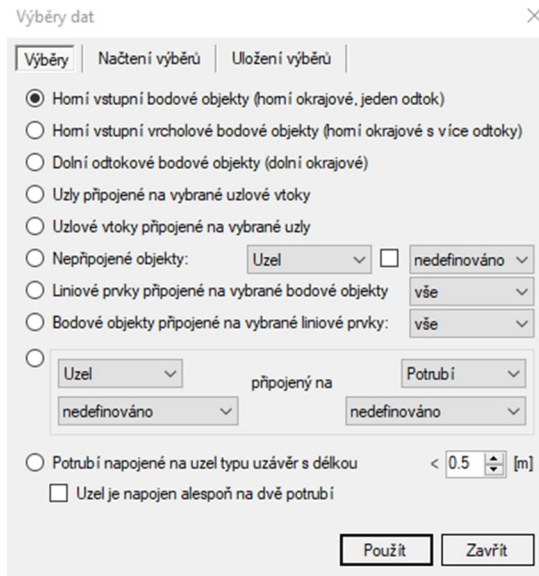 Výběry dat
Výběry Načtení výběrů Uložení výběrů
Horní vstupní bodové objekty (horní okrajové, jeden odtok)
Horní vstupní vrcholové bodové objekty (horní okrajové s více odtoky)
Dolní odtokové bodové objekty (dolní okrajové)
Uzly připojené na vybrané uzlové vtoky
Uzlové vtoky připojené na vybrané uzly
Nepřipojené objekty: Uzel nedefinováno
Liniové prvky připojené na vybrané bodové objekty vše
Bodové objekty připojené na vybrané liniové prvky: vše
Uzel připojený na Potrubí
nedefinováno nedefinováno
Potrubí napojené na uzel typu uzávěr s délkou < 0.5 [m]
Uzel je napojen alespoň na dvě potrubí
Použít Zavřít